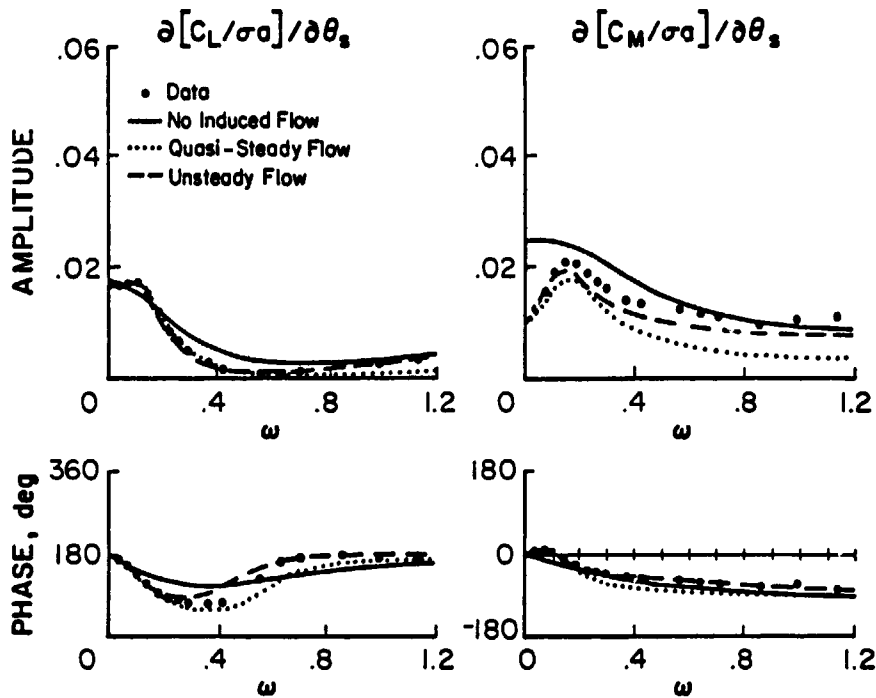 ∂[C_L/σa]/∂θ_s
∂[C_M/σa]/∂θ_s
AMPLITUDE
.06
.04
.02
0 .4 .8 1.2
ω
Data
No Induced Flow
Quasi-Steady Flow
Unsteady Flow
.06
.04
.02
0 .4 .8 1.2
ω
PHASE, deg
360
180
0 .4 .8 1.2
ω
180
0
-180
0 .4 .8 1.2
ω